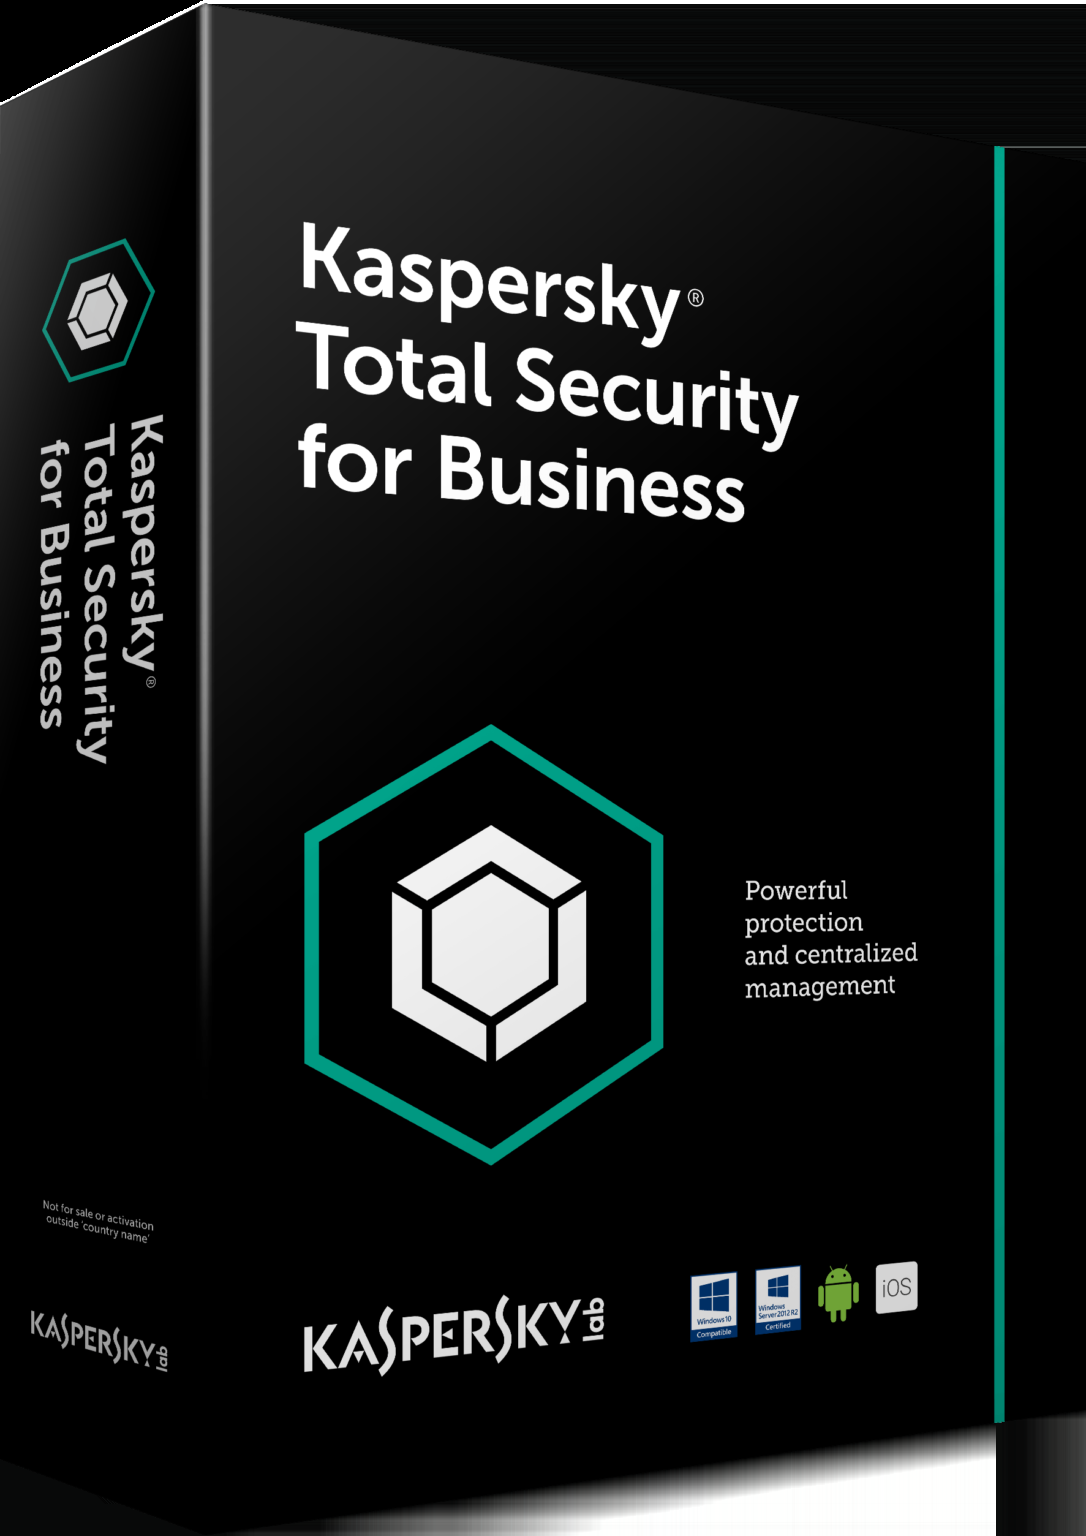 Kaspersky®
Total Security
for Business
Kaspersky®
Total Security
for Business
Powerful
protection
and centralized
management
Not for sale or activation
outside 'country name'
KASPERSKY lab
KASPERSKY lab
Windows 10
Compatible
Windows
Server 2012 R2
Certified
iOS